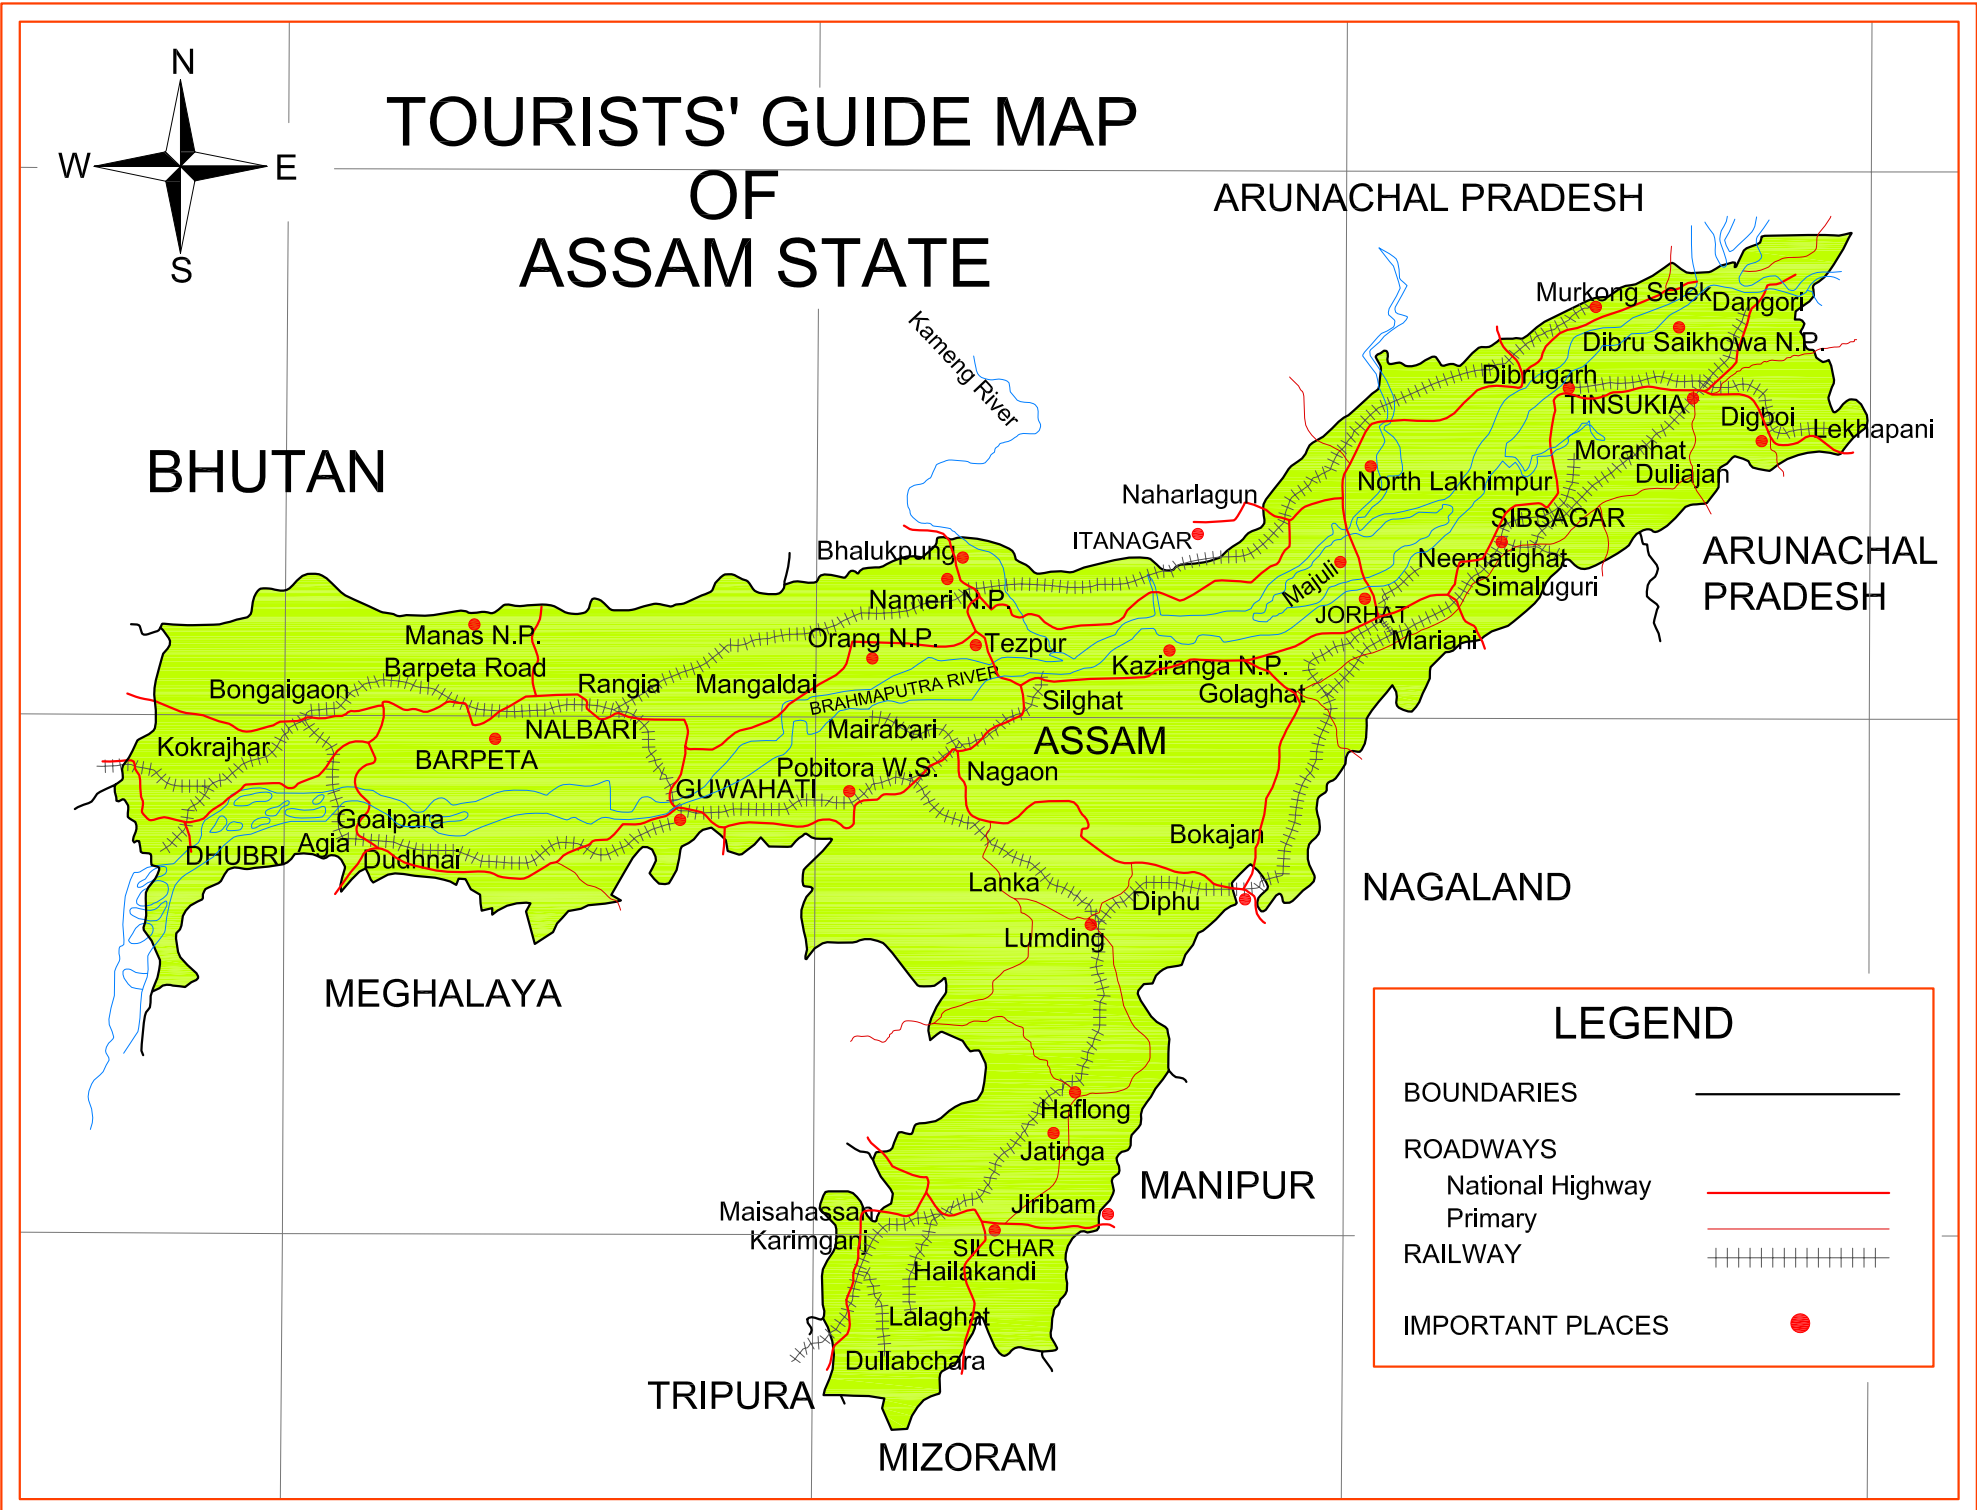 N
W
E
S
TOURISTS' GUIDE MAP
OF
ASSAM STATE
ARUNACHAL PRADESH
Kameng River
BHUTAN
Murkong Selek
Dangori
Dibru Saikhowa N.P.
Dibrugarh
TINSUKIA
Digboi
Lekhapani
Moranhat
Duliajan
North Lakhimpur
Naharlagun
ITANAGAR
SIBSAGAR
Neematighat
Simaluguri
ARUNACHAL
PRADESH
Bhalukpung
Nameri N.P.
Majuli
JORHAT
Mariani
Manas N.P.
Barpeta Road
Orang N.P.
Tezpur
Kaziranga N.P.
Golaghat
Bongaigaon
Rangia
Mangaldai
BRAHMAPUTRA RIVER
Silghat
Kokrajhar
NALBARI
BARPETA
Mairabari
ASSAM
Pobitora W.S.
Nagaon
GUWAHATI
Goalpara
Agia
DHUBRI
Dudhnai
Bokajan
Lanka
Diphu
Lumding
NAGALAND
MEGHALAYA
Haflong
Jatinga
MANIPUR
Jiribam
Maisahassan
Karimganj
SILCHAR
Hailakandi
Lalaghat
Dullabchara
TRIPURA
MIZORAM
LEGEND
BOUNDARIES
ROADWAYS
National Highway
Primary
RAILWAY
IMPORTANT PLACES